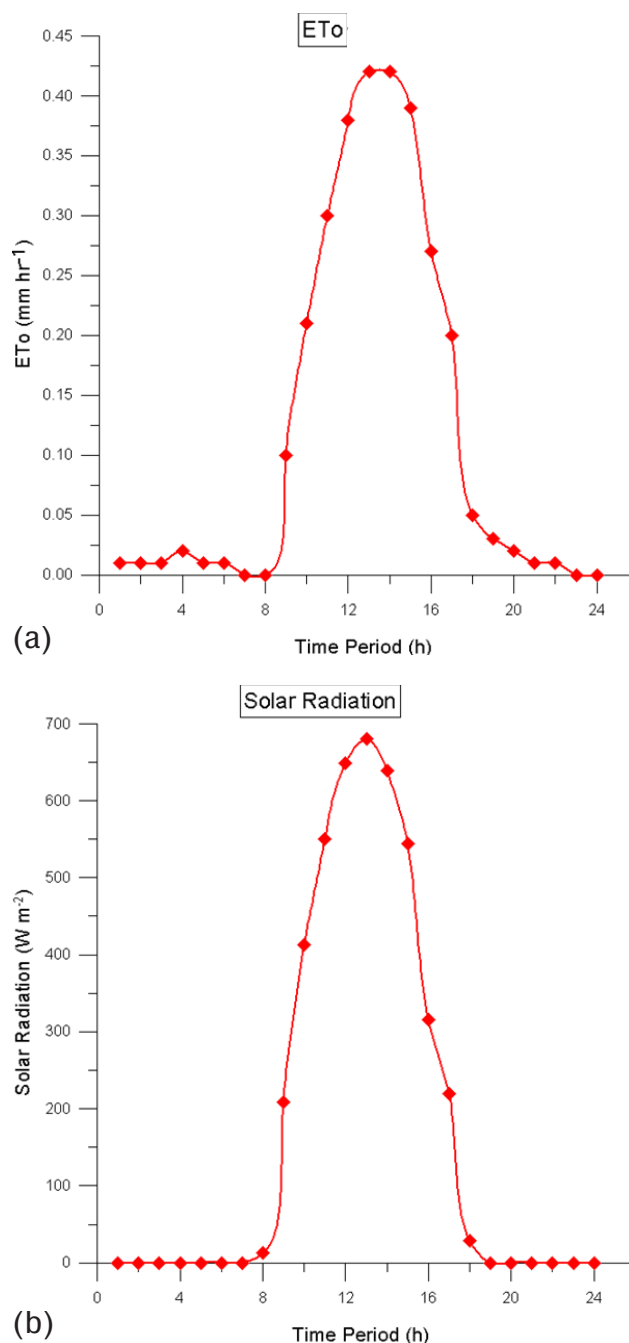 ETo
0.45
0.40
0.35
0.30
0.25
0.20
0.15
0.10
0.05
0.00
ETo (mm hr-1)
0 4 8 12 16 20 24
Time Period (h)
(a)
Solar Radiation
700
600
500
400
300
200
100
0
Solar Radiation (W m-2)
0 4 8 12 16 20 24
Time Period (h)
(b)